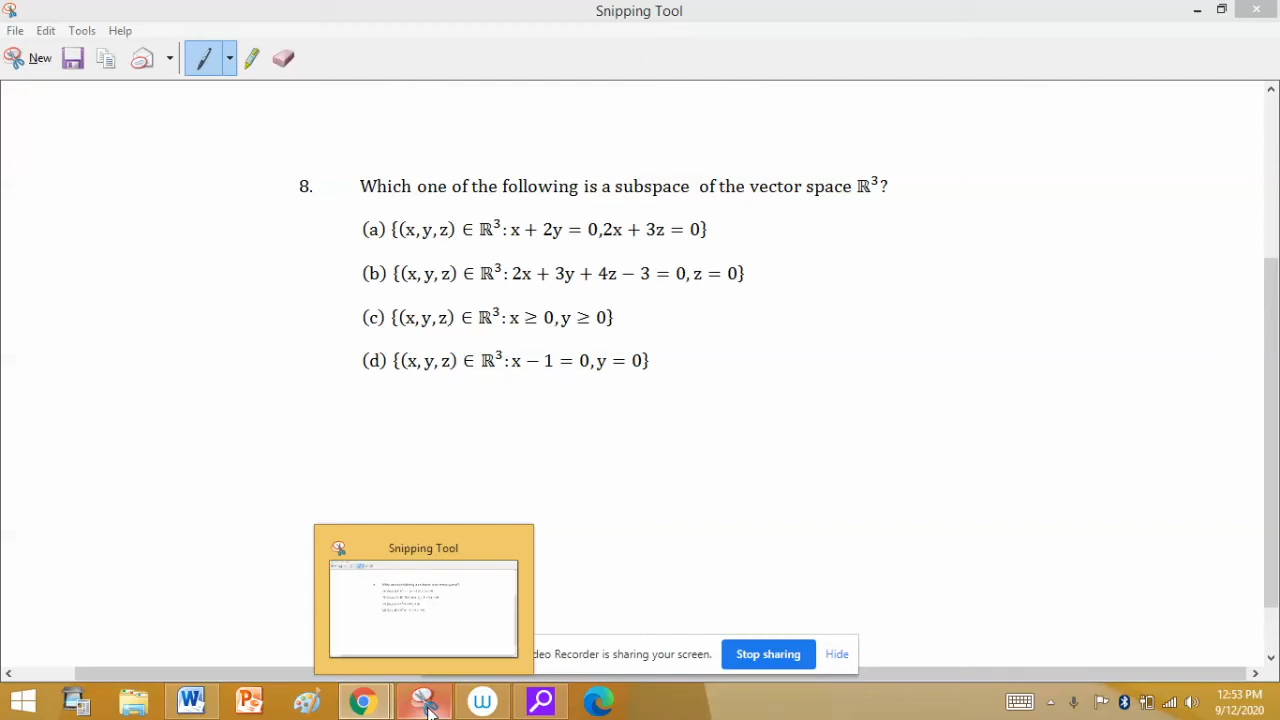 Snipping Tool
File Edit Tools Help
New
8. Which one of the following is a subspace of the vector space ℝ³?
(a) {(x, y, z) ∈ ℝ³: x + 2y = 0,2x + 3z = 0}
(b) {(x, y, z) ∈ ℝ³: 2x + 3y + 4z − 3 = 0, z = 0}
(c) {(x, y, z) ∈ ℝ³: x ≥ 0, y ≥ 0}
(d) {(x, y, z) ∈ ℝ³: x − 1 = 0, y = 0}
Snipping Tool
deo Recorder is sharing your screen. Stop sharing Hide
12:53 PM
9/12/2020